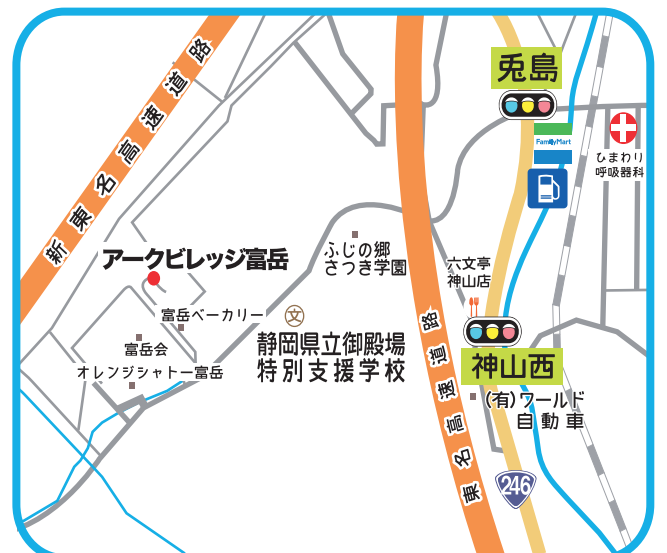 新東名高速道路
兎島
FamilyMart
ひまわり
呼吸器科
アークビレッジ富岳
ふじの郷
さつき学園
六文亭
神山店
富岳ベーカリー
文
静岡県立御殿場
特別支援学校
富岳会
オレンジシャトー富岳
東名高速道路
神山西
(有)ワールド
自動車
246